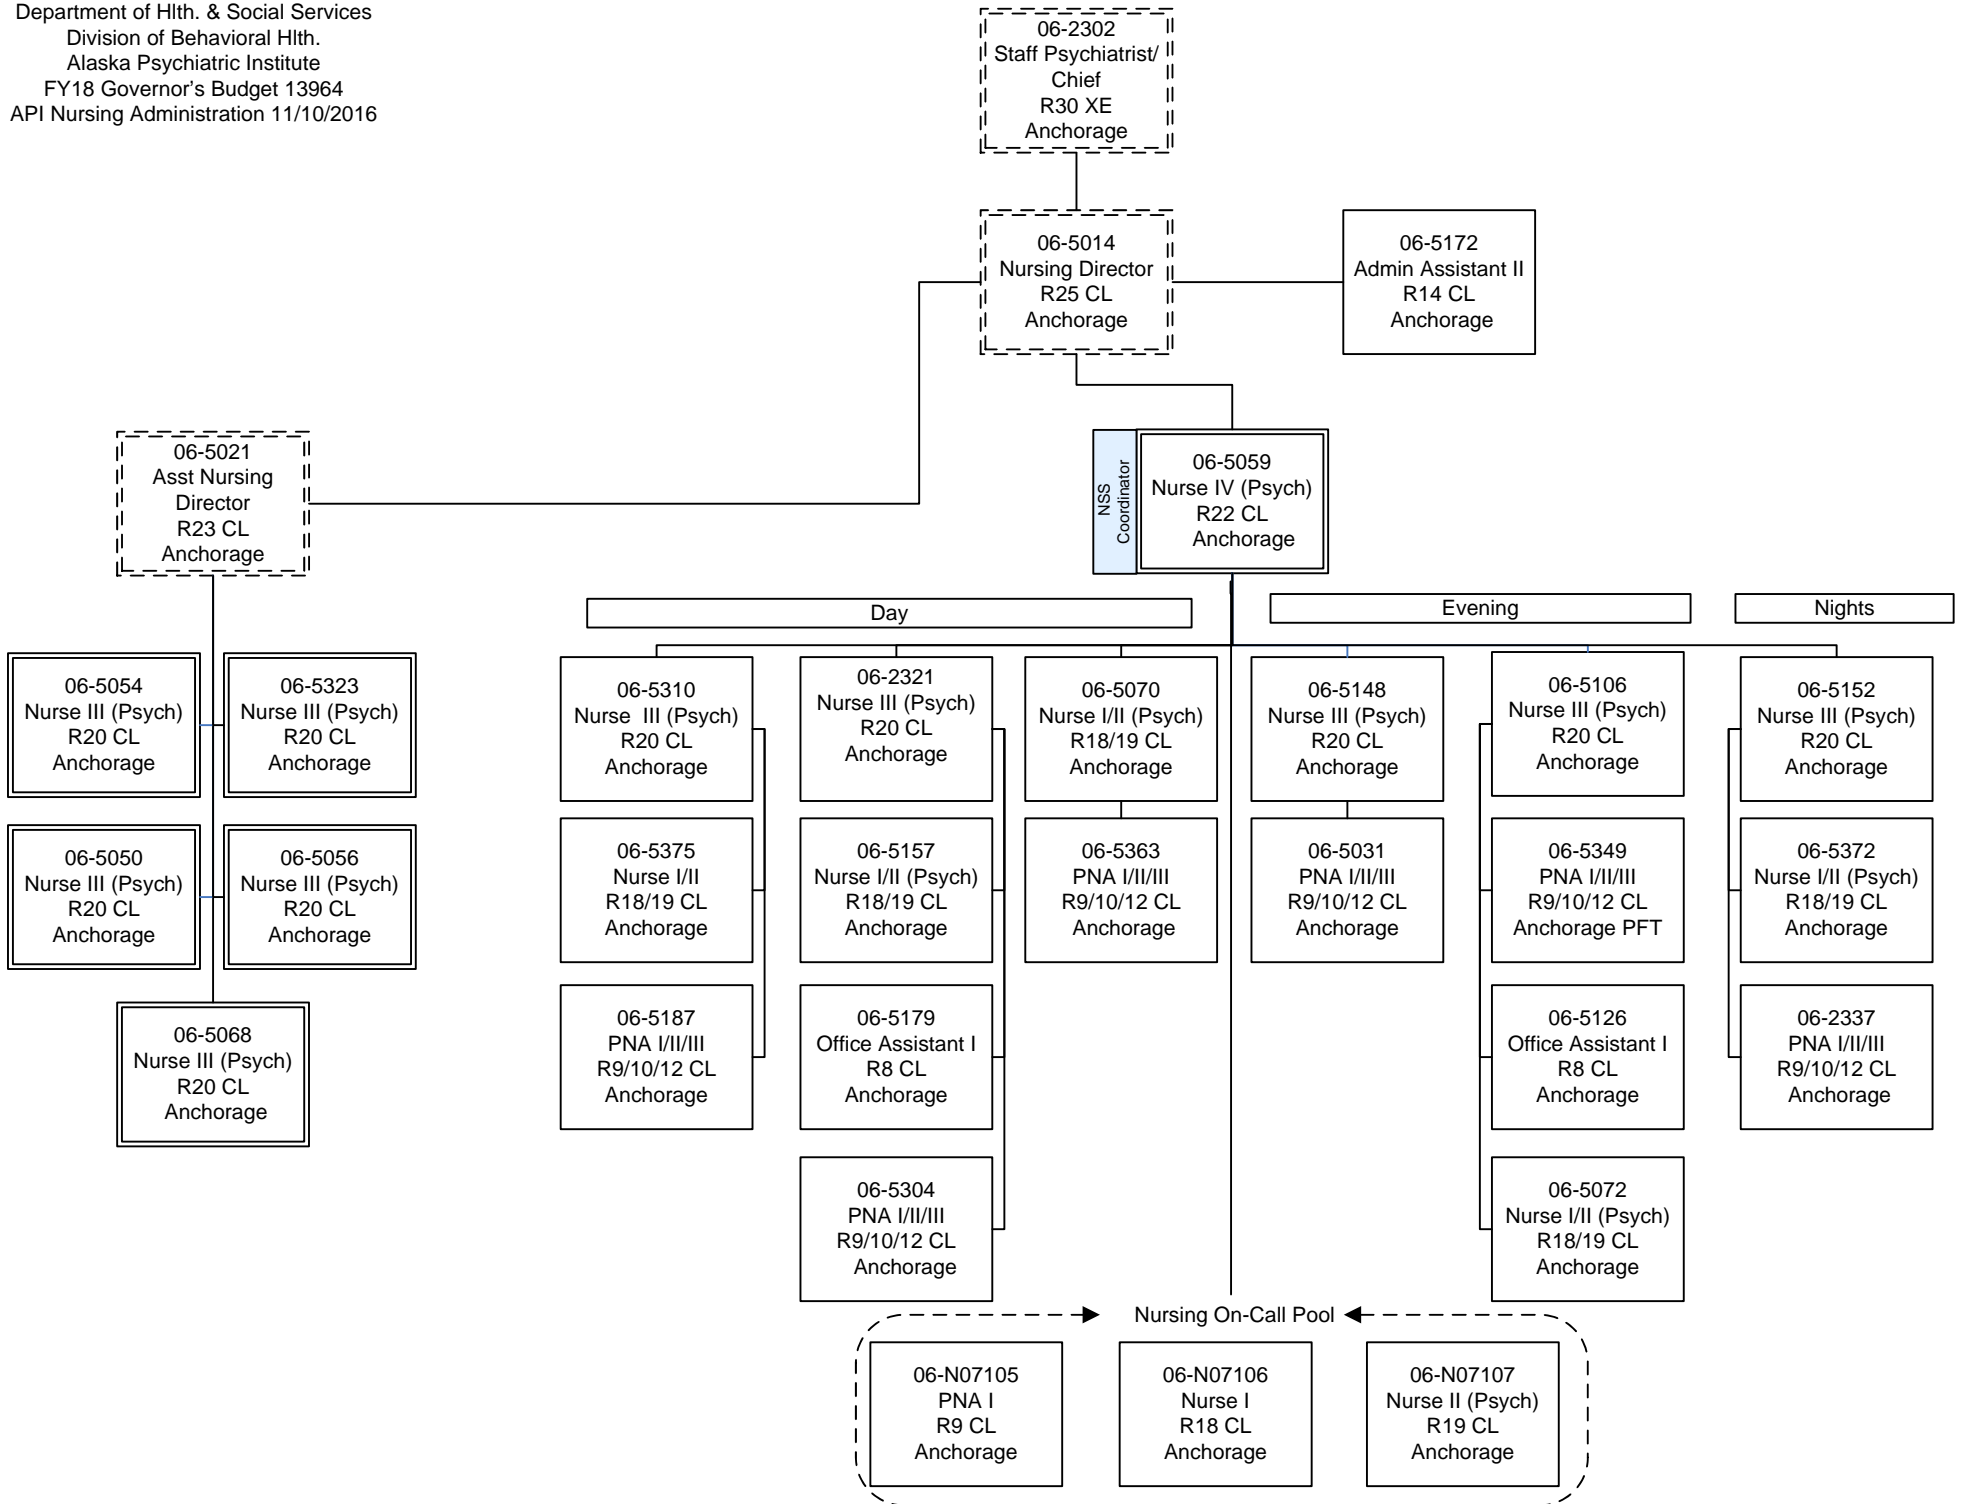 Department of Hlth. & Social Services
Division of Behavioral Hlth.
Alaska Psychiatric Institute
FY18 Governor's Budget 13964
API Nursing Administration 11/10/2016
06-2302
Staff Psychiatrist/
Chief
R30 XE
Anchorage
06-5014
Nursing Director
R25 CL
Anchorage
06-5172
Admin Assistant II
R14 CL
Anchorage
06-5021
Asst Nursing
Director
R23 CL
Anchorage
NSS
Coordinator
06-5059
Nurse IV (Psych)
R22 CL
Anchorage
Day
Evening
Nights
06-5054
Nurse III (Psych)
R20 CL
Anchorage
06-5323
Nurse III (Psych)
R20 CL
Anchorage
06-5050
Nurse III (Psych)
R20 CL
Anchorage
06-5056
Nurse III (Psych)
R20 CL
Anchorage
06-5068
Nurse III (Psych)
R20 CL
Anchorage
06-5310
Nurse  III (Psych)
R20 CL
Anchorage
06-5375
Nurse I/II
R18/19 CL
Anchorage
06-5187
PNA I/II/III
R9/10/12 CL
Anchorage
06-2321
Nurse III (Psych)
R20 CL
Anchorage
06-5157
Nurse I/II (Psych)
R18/19 CL
Anchorage
06-5179
Office Assistant I
R8 CL
Anchorage
06-5304
PNA I/II/III
R9/10/12 CL
Anchorage
06-5070
Nurse I/II (Psych)
R18/19 CL
Anchorage
06-5363
PNA I/II/III
R9/10/12 CL
Anchorage
06-5148
Nurse III (Psych)
R20 CL
Anchorage
06-5031
PNA I/II/III
R9/10/12 CL
Anchorage
06-5106
Nurse III (Psych)
R20 CL
Anchorage
06-5349
PNA I/II/III
R9/10/12 CL
Anchorage PFT
06-5126
Office Assistant I
R8 CL
Anchorage
06-5072
Nurse I/II (Psych)
R18/19 CL
Anchorage
06-5152
Nurse III (Psych)
R20 CL
Anchorage
06-5372
Nurse I/II (Psych)
R18/19 CL
Anchorage
06-2337
PNA I/II/III
R9/10/12 CL
Anchorage
Nursing On-Call Pool
06-N07105
PNA I
R9 CL
Anchorage
06-N07106
Nurse I
R18 CL
Anchorage
06-N07107
Nurse II (Psych)
R19 CL
Anchorage